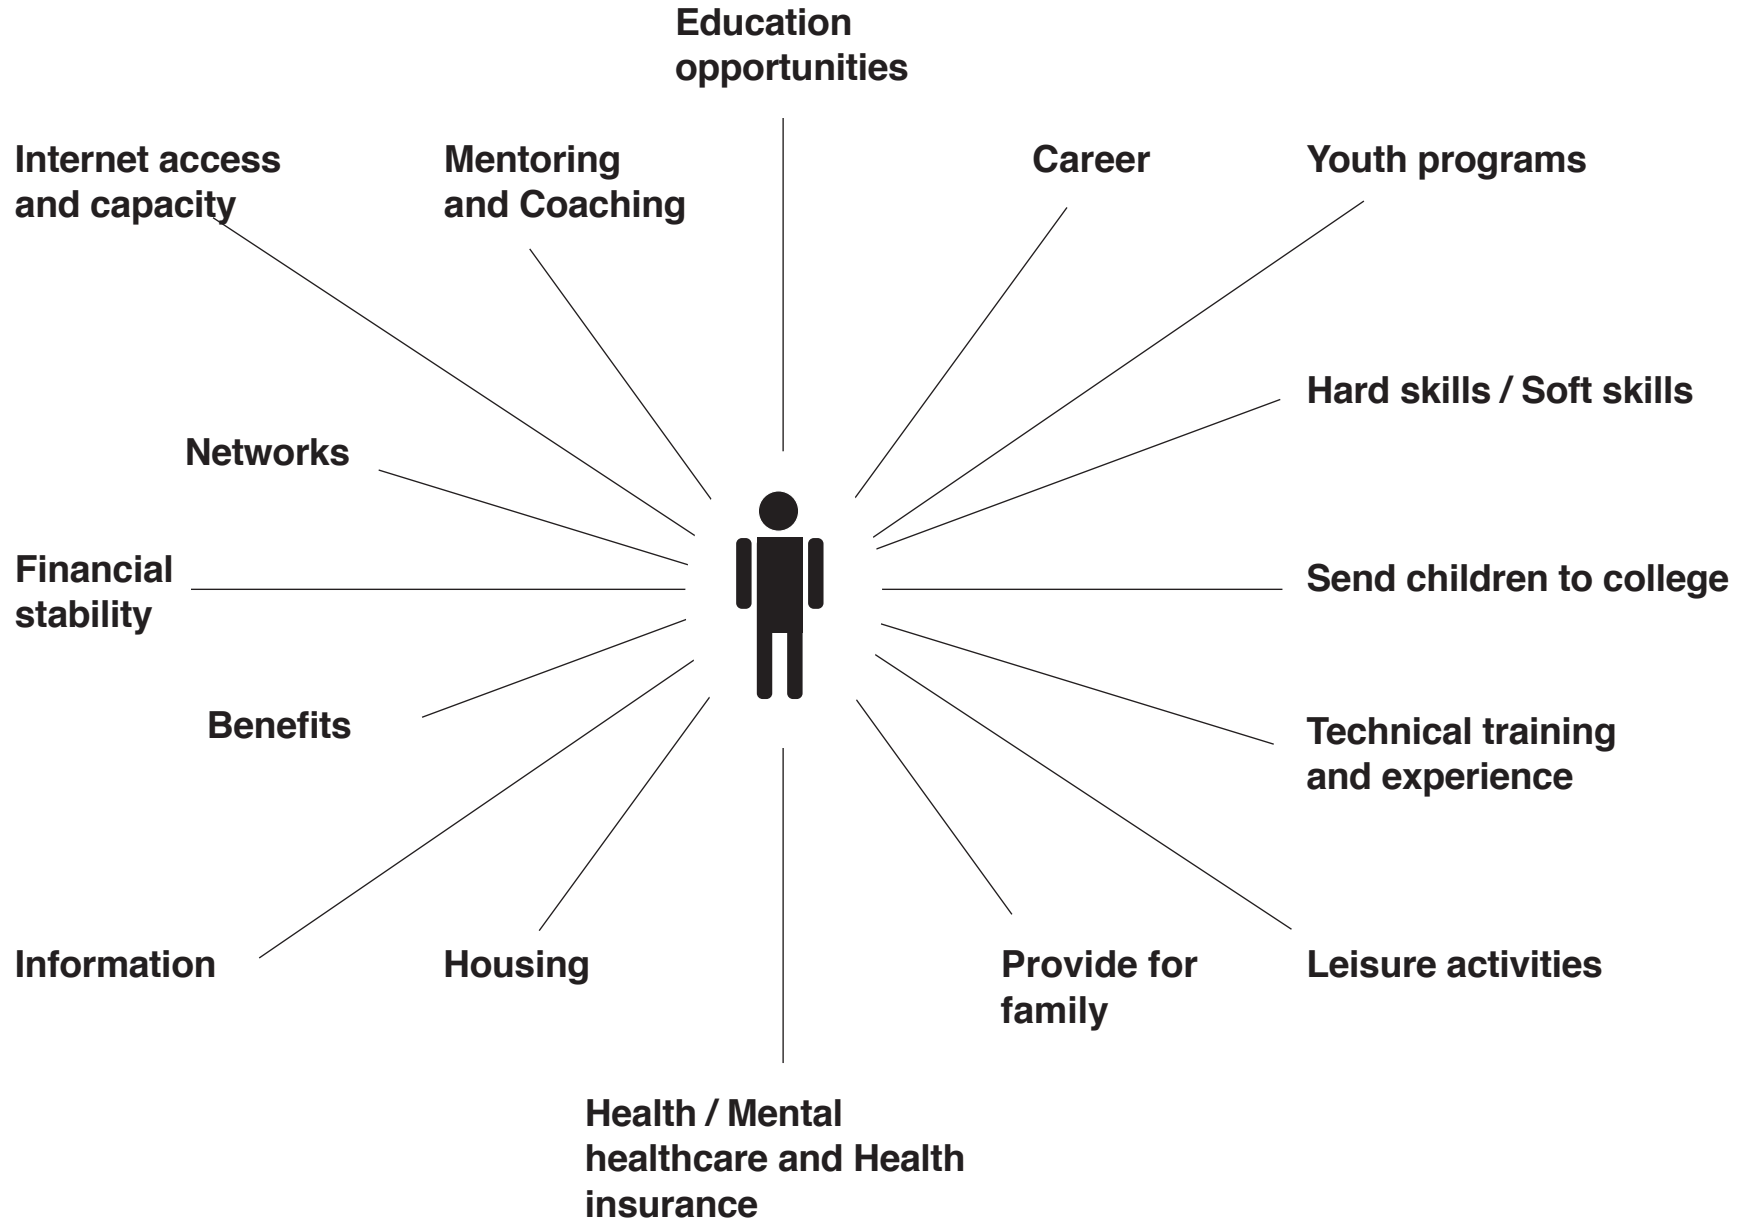 Education
opportunities
Internet access
and capacity
Mentoring
and Coaching
Career
Youth programs
Hard skills / Soft skills
Networks
Financial
stability
Send children to college
Benefits
Technical training
and experience
Information
Housing
Provide for
family
Leisure activities
Health / Mental
healthcare and Health
insurance